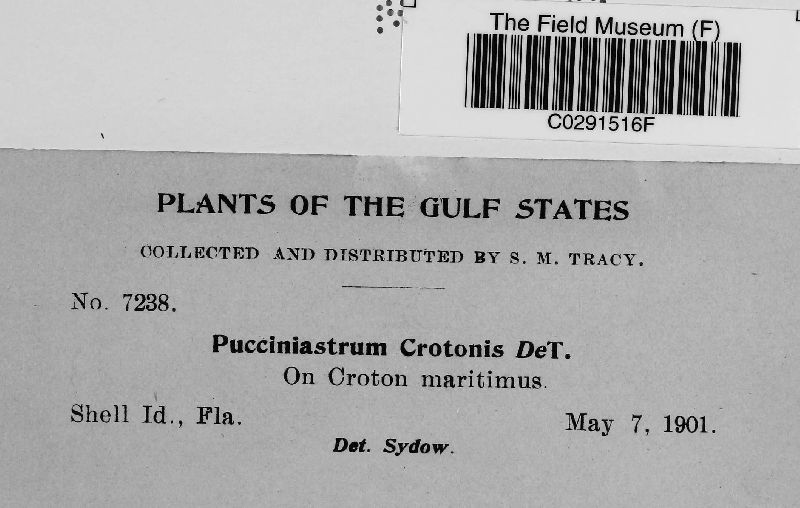 The Field Museum (F)
C0291516F
PLANTS OF THE GULF STATES
COLLECTED AND DISTRIBUTED BY S. M. TRACY.
No. 7238.
Pucciniastrum Crotonis DeT.
On Croton maritimus.
Shell Id., Fla. May 7, 1901.
Det. Sydow.